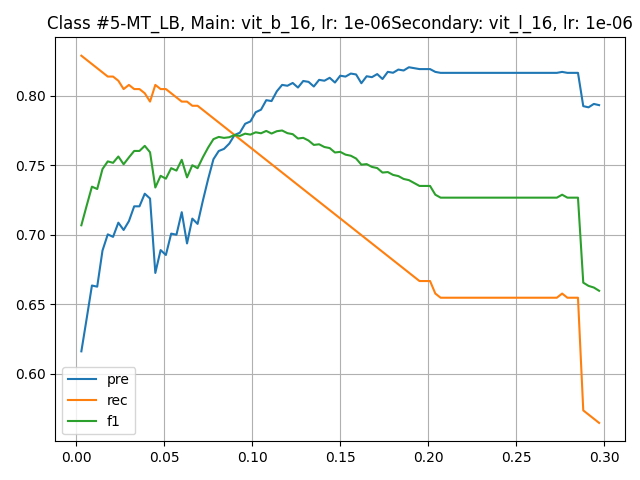 Class #5-MT_LB, Main: vit_b_16, lr: 1e-06Secondary: vit_l_16, lr: 1e-06
0.80
0.75
0.70
0.65
0.60
pre
rec
f1
0.00 0.05 0.10 0.15 0.20 0.25 0.30